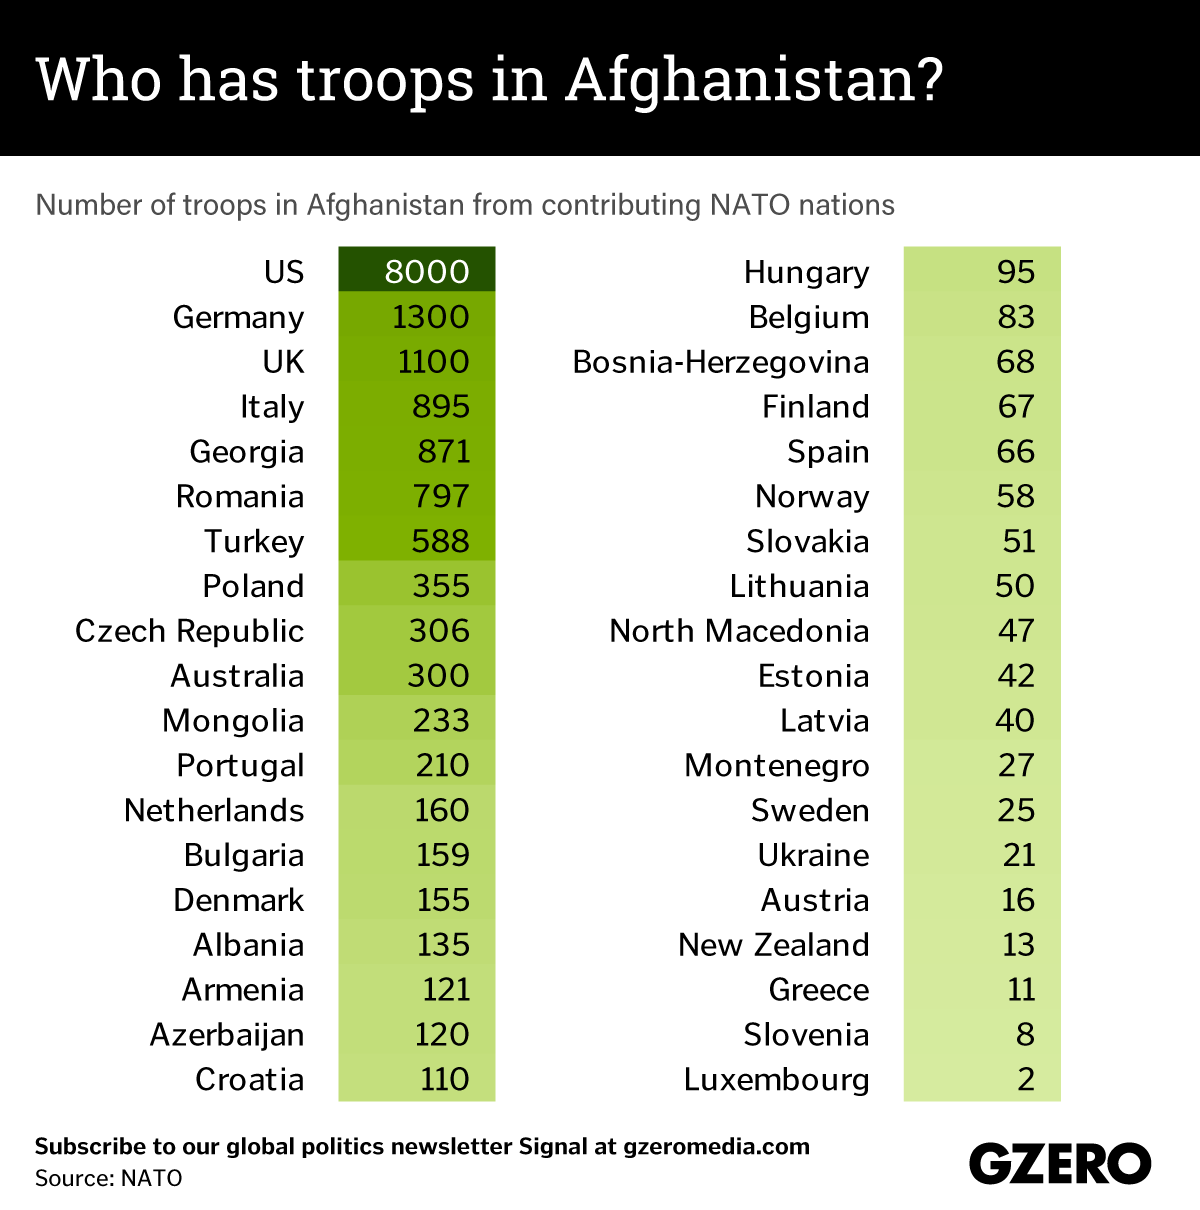 Who has troops in Afghanistan?
Number of troops in Afghanistan from contributing NATO nations
US 8000
Germany 1300
UK 1100
Italy 895
Georgia 871
Romania 797
Turkey 588
Poland 355
Czech Republic 306
Australia 300
Mongolia 233
Portugal 210
Netherlands 160
Bulgaria 159
Denmark 155
Albania 135
Armenia 121
Azerbaijan 120
Croatia 110
Hungary 95
Belgium 83
Bosnia-Herzegovina 68
Finland 67
Spain 66
Norway 58
Slovakia 51
Lithuania 50
North Macedonia 47
Estonia 42
Latvia 40
Montenegro 27
Sweden 25
Ukraine 21
Austria 16
New Zealand 13
Greece 11
Slovenia 8
Luxembourg 2
Subscribe to our global politics newsletter Signal at gzeromedia.com
Source: NATO
GZERO